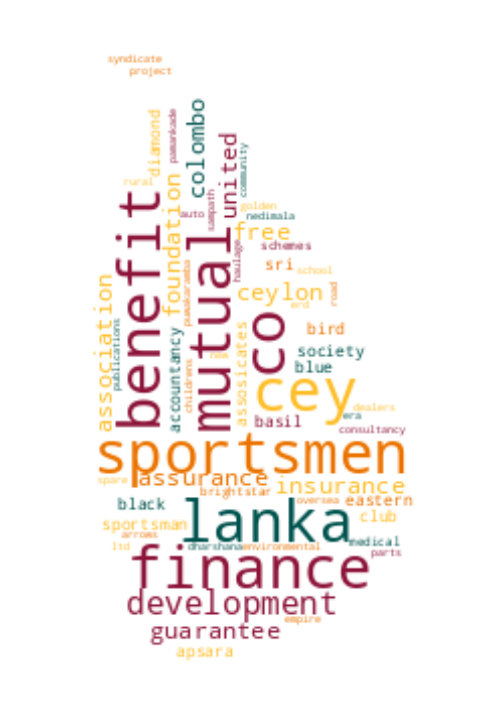 syndicate
project
colombo
diamond
pamankade
united
community
rural
benefit
foundation
auto
sampath
golden
nedimala
free
mutual
haulage
schemes
sri
school
association
publications
punakaramba
ceylon
erd
road
co
bird
accountancy
assosicates
new
childrens
society
blue
cey
dealers
era
basil
consultancy
sportsmen
spare
assurance
insurance
brightstar
oversea
eastern
black
lanka
club
sportsman
arrows
ltd
dharshana
environmental
medical
parts
finance
development
empire
guarantee
apsara